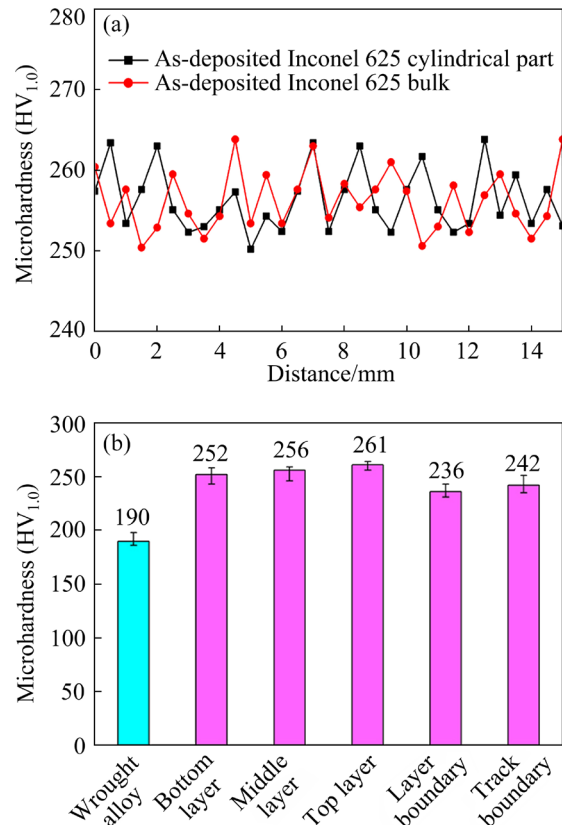 (a)
280
270
260
250
240
Microhardness (HV1.0)
As-deposited Inconel 625 cylindrical part
As-deposited Inconel 625 bulk
0 2 4 6 8 10 12 14
Distance/mm
(b)
300
250
200
150
100
50
0
Microhardness (HV1.0)
190
252
256
261
236
242
Wrought
alloy
Bottom
layer
Middle
layer
Top layer
Layer
boundary
Track
boundary